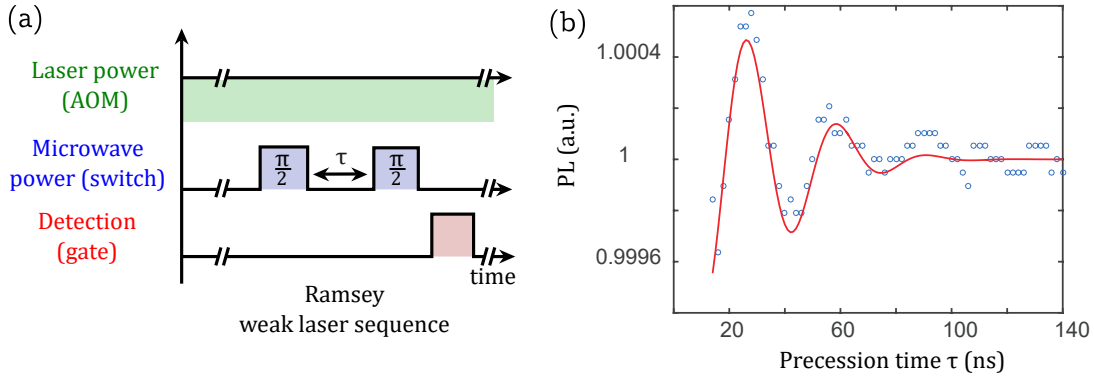 (a)
Laser power
(AOM)
Microwave
power (switch)
π/2
τ
π/2
Detection
(gate)
time
Ramsey
weak laser sequence
(b)
PL (a.u.)
1.0004
1
0.9996
20
60
100
140
Precession time τ (ns)